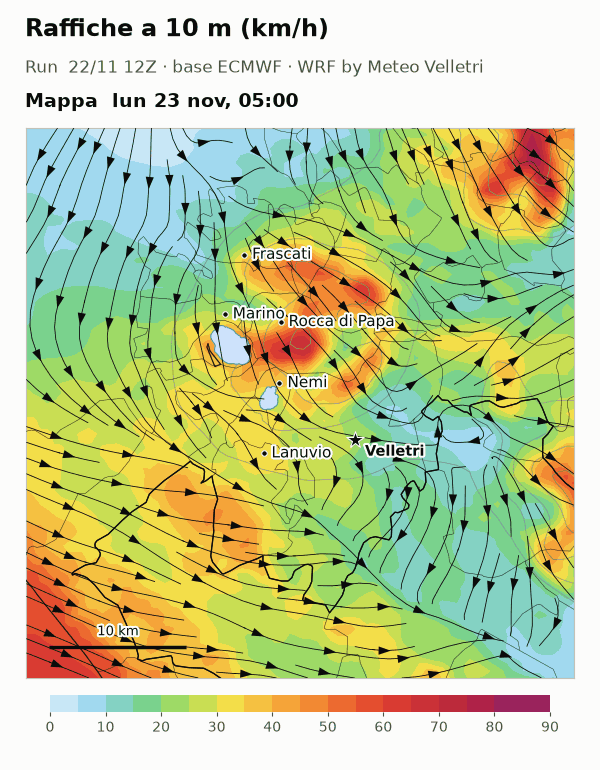 Raffiche a 10 m (km/h)
Run  22/11 12Z · base ECMWF · WRF by Meteo Velletri
Mappa  lun 23 nov, 05:00
Frascati
Marino
Rocca di Papa
Nemi
Velletri
Lanuvio
10 km
0 10 20 30 40 50 60 70 80 90